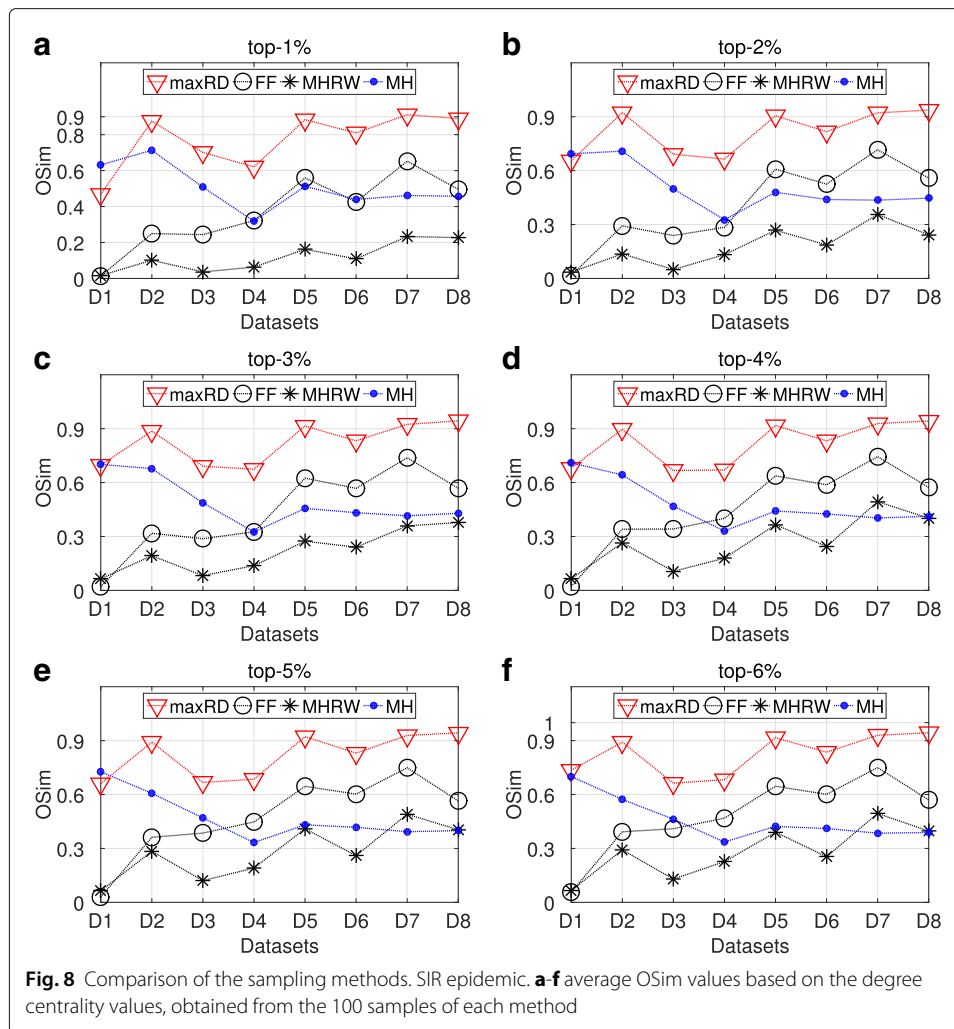 a
top-1%
maxRD FF MHRW MH
0.9
0.8
0.6
0.4
0.2
0
OSim
D1 D2 D3 D4 D5 D6 D7 D8
Datasets
b
top-2%
maxRD FF MHRW MH
0.9
0.6
0.3
0
OSim
D1 D2 D3 D4 D5 D6 D7 D8
Datasets
c
top-3%
maxRD FF MHRW MH
0.9
0.6
0.3
0
OSim
D1 D2 D3 D4 D5 D6 D7 D8
Datasets
d
top-4%
maxRD FF MHRW MH
0.9
0.6
0.3
0
OSim
D1 D2 D3 D4 D5 D6 D7 D8
Datasets
e
top-5%
maxRD FF MHRW MH
0.9
0.6
0.3
0
OSim
D1 D2 D3 D4 D5 D6 D7 D8
Datasets
f
top-6%
maxRD FF MHRW MH
1
0.9
0.6
0.3
0
OSim
D1 D2 D3 D4 D5 D6 D7 D8
Datasets
Fig. 8 Comparison of the sampling methods. SIR epidemic. a-f average OSim values based on the degree
centrality values, obtained from the 100 samples of each method